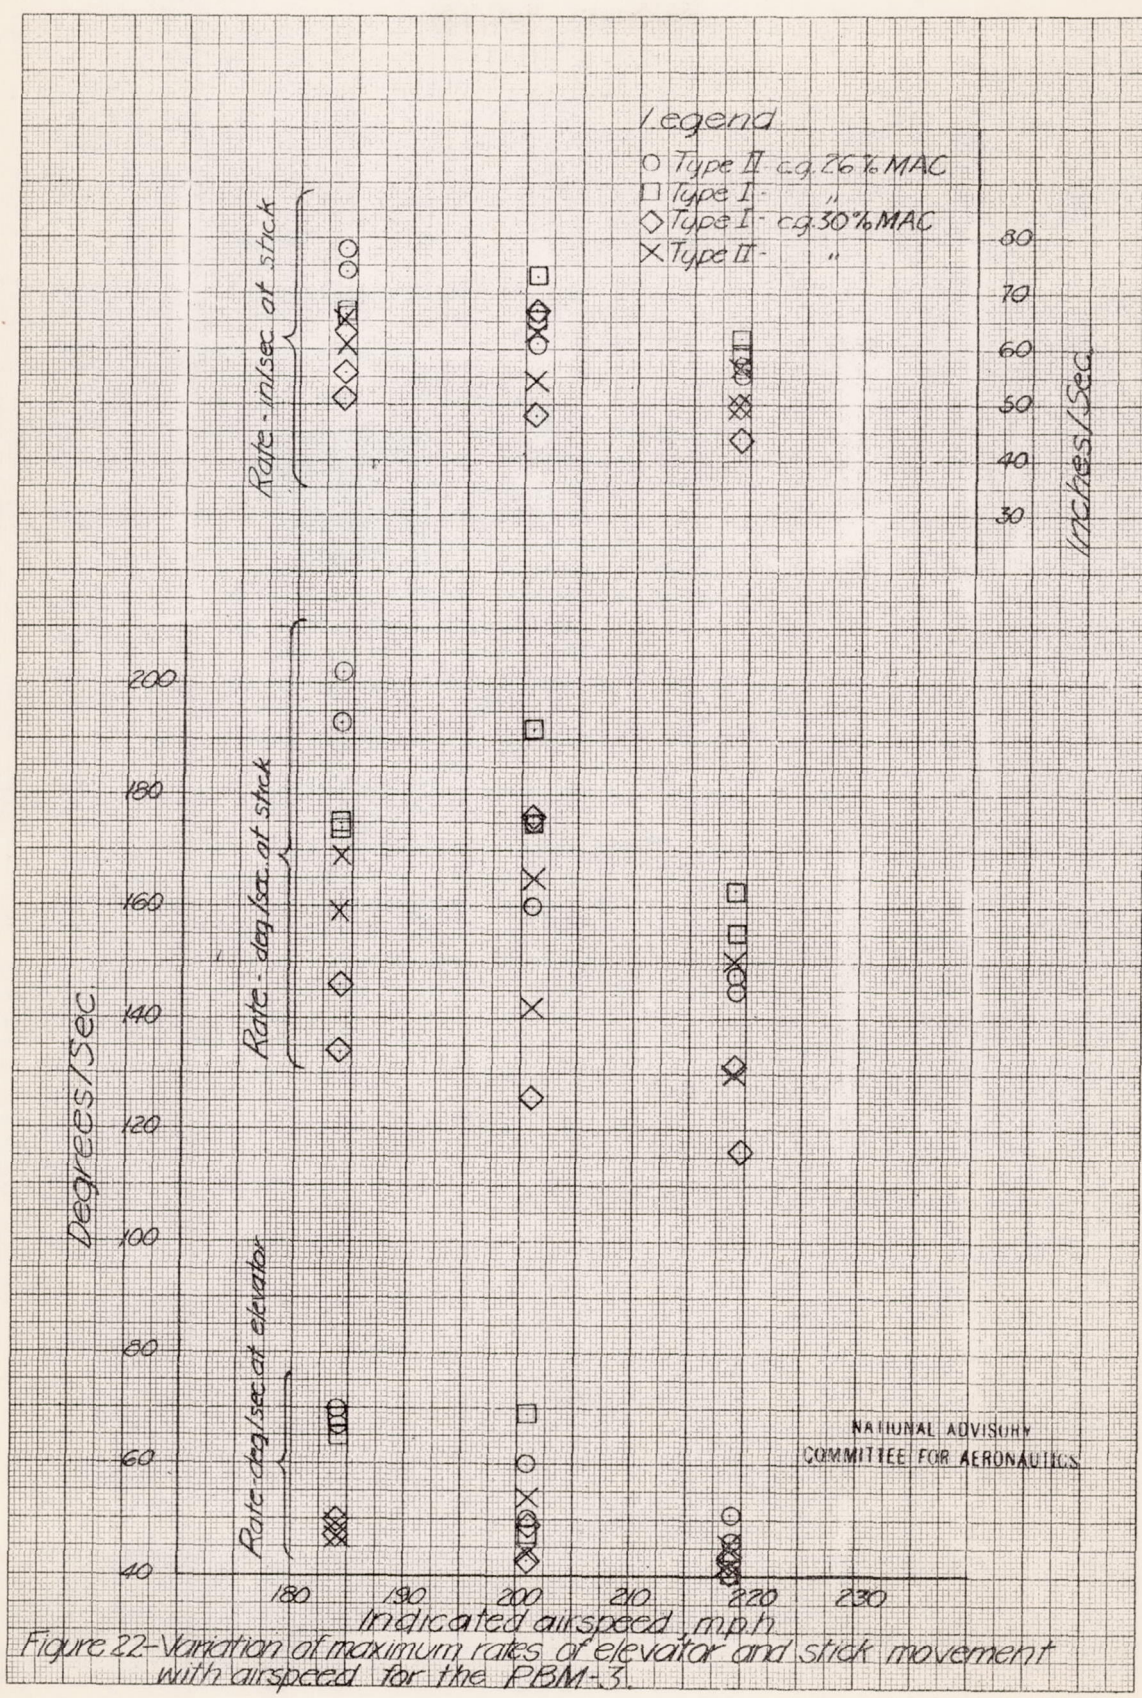 Legend
○ Type II c.g. 26% MAC
□ Type I - "
◇ Type I - c.g. 30% MAC
× Type II - "
Rate - in/sec. at stick
80
70
60
50
40
30
Inches/Sec.
Rate - deg/sec. at stick
200
180
160
140
120
100
80
60
40
Degrees/Sec.
Rate - deg/sec. at elevator
NATIONAL ADVISORY
COMMITTEE FOR AERONAUTICS
180 190 200 210 220 230
Indicated airspeed, m.p.h.
Figure 22-Variation of maximum rates of elevator and stick movement
with airspeed for the PBM-3.